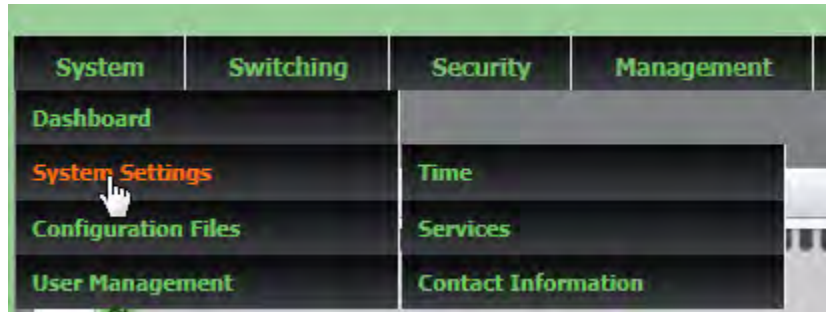 System Switching Security Management
Dashboard
System Settings Time
Configuration Files Services
User Management Contact Information